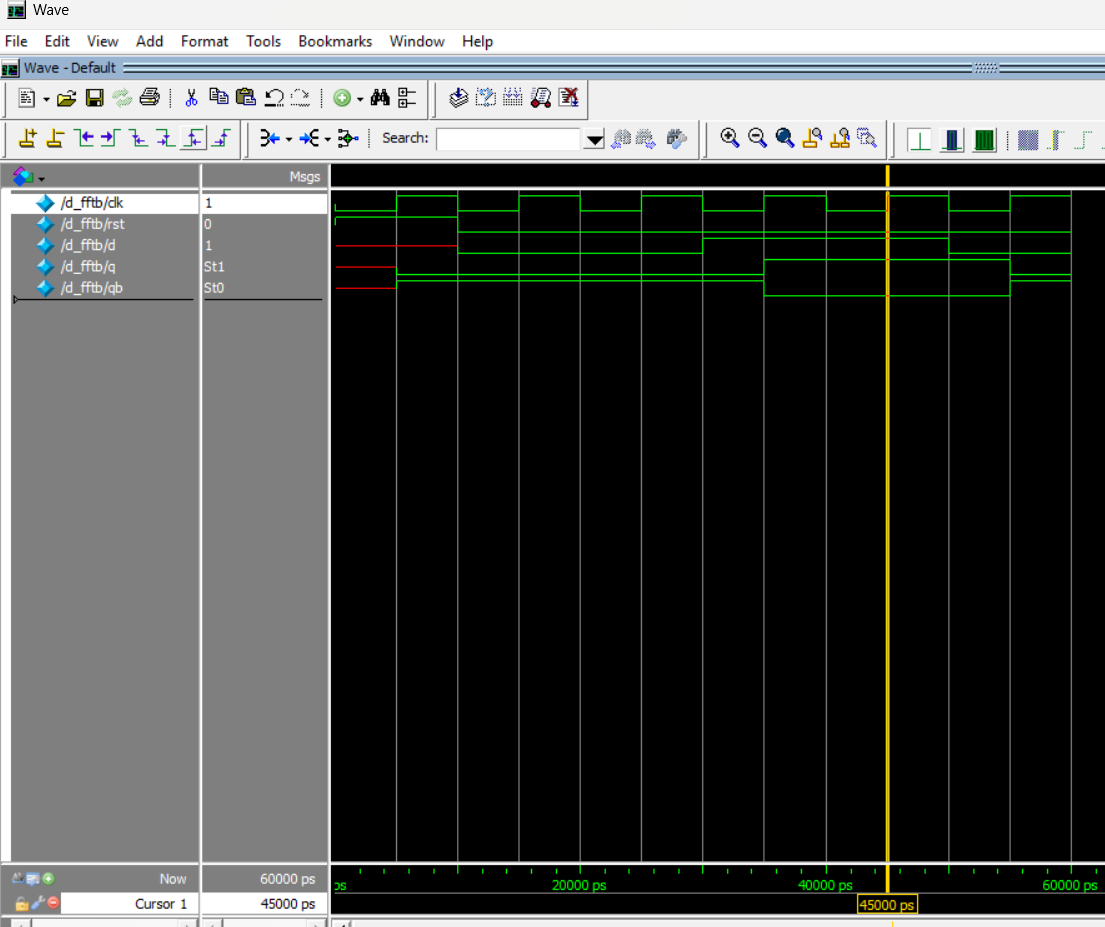 Wave
File Edit View Add Format Tools Bookmarks Window Help
Wave - Default
Search:
Msgs
/d_fftb/clk 1
/d_fftb/rst 0
/d_fftb/d 1
/d_fftb/q St1
/d_fftb/qb St0
Now 60000 ps ps 20000 ps 40000 ps 60000 ps
Cursor 1 45000 ps 45000 ps